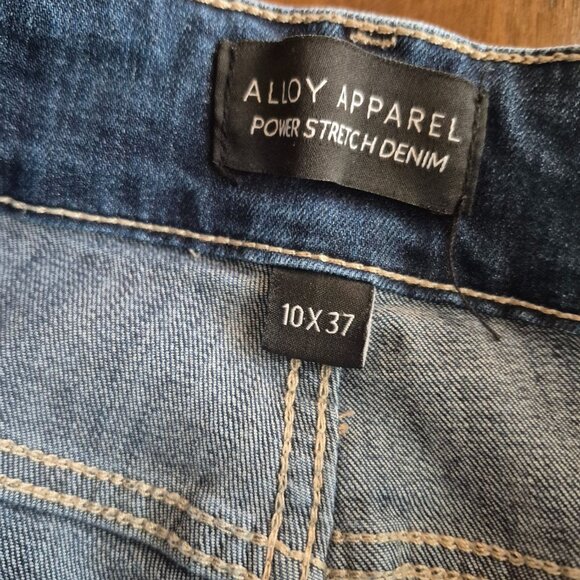 ALLOY APPAREL
POWER STRETCH DENIM
10X37